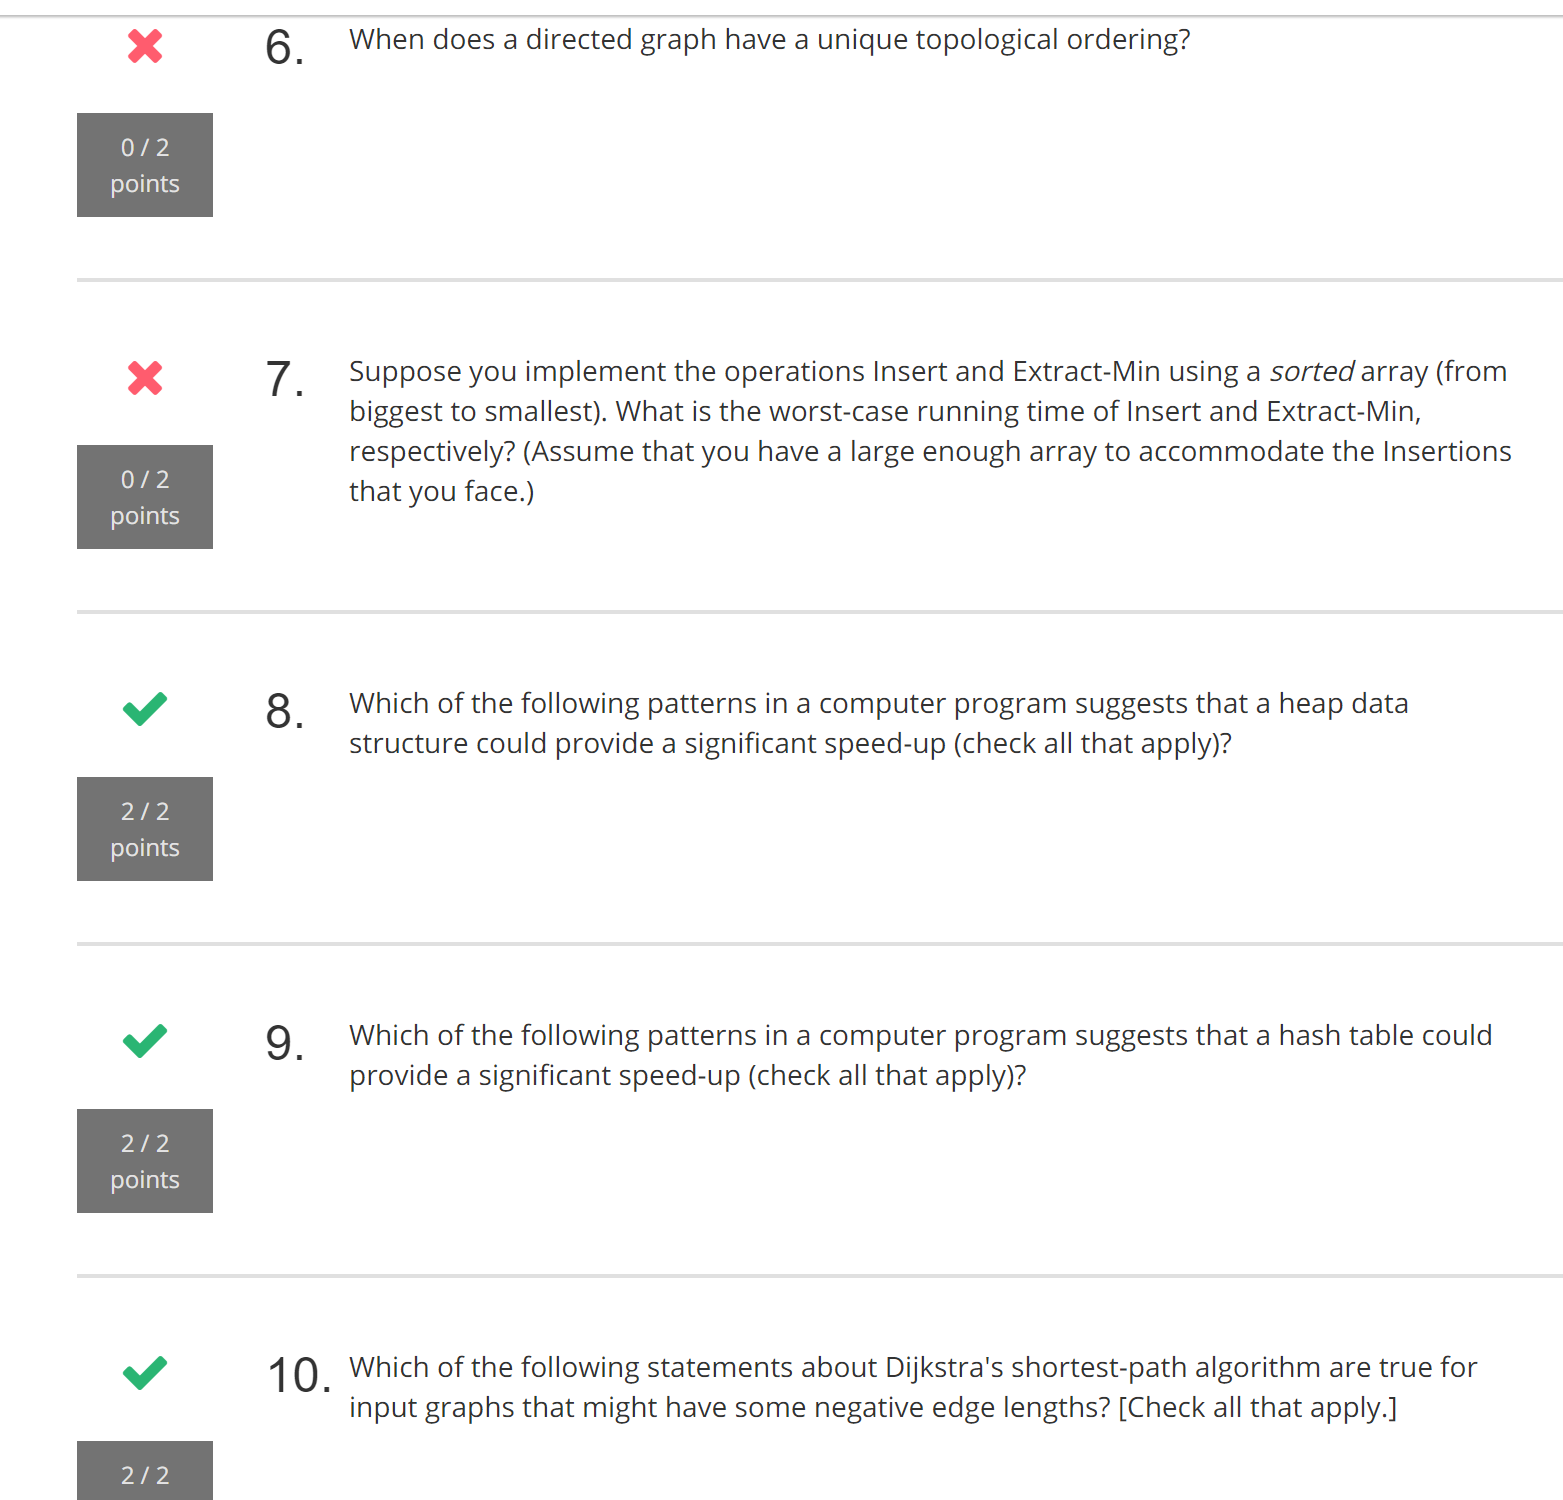 6. When does a directed graph have a unique topological ordering?
0 / 2
points
7. Suppose you implement the operations Insert and Extract-Min using a sorted array (from
biggest to smallest). What is the worst-case running time of Insert and Extract-Min,
respectively? (Assume that you have a large enough array to accommodate the Insertions
that you face.)
0 / 2
points
8. Which of the following patterns in a computer program suggests that a heap data
structure could provide a significant speed-up (check all that apply)?
2 / 2
points
9. Which of the following patterns in a computer program suggests that a hash table could
provide a significant speed-up (check all that apply)?
2 / 2
points
10. Which of the following statements about Dijkstra's shortest-path algorithm are true for
input graphs that might have some negative edge lengths? [Check all that apply.]
2 / 2